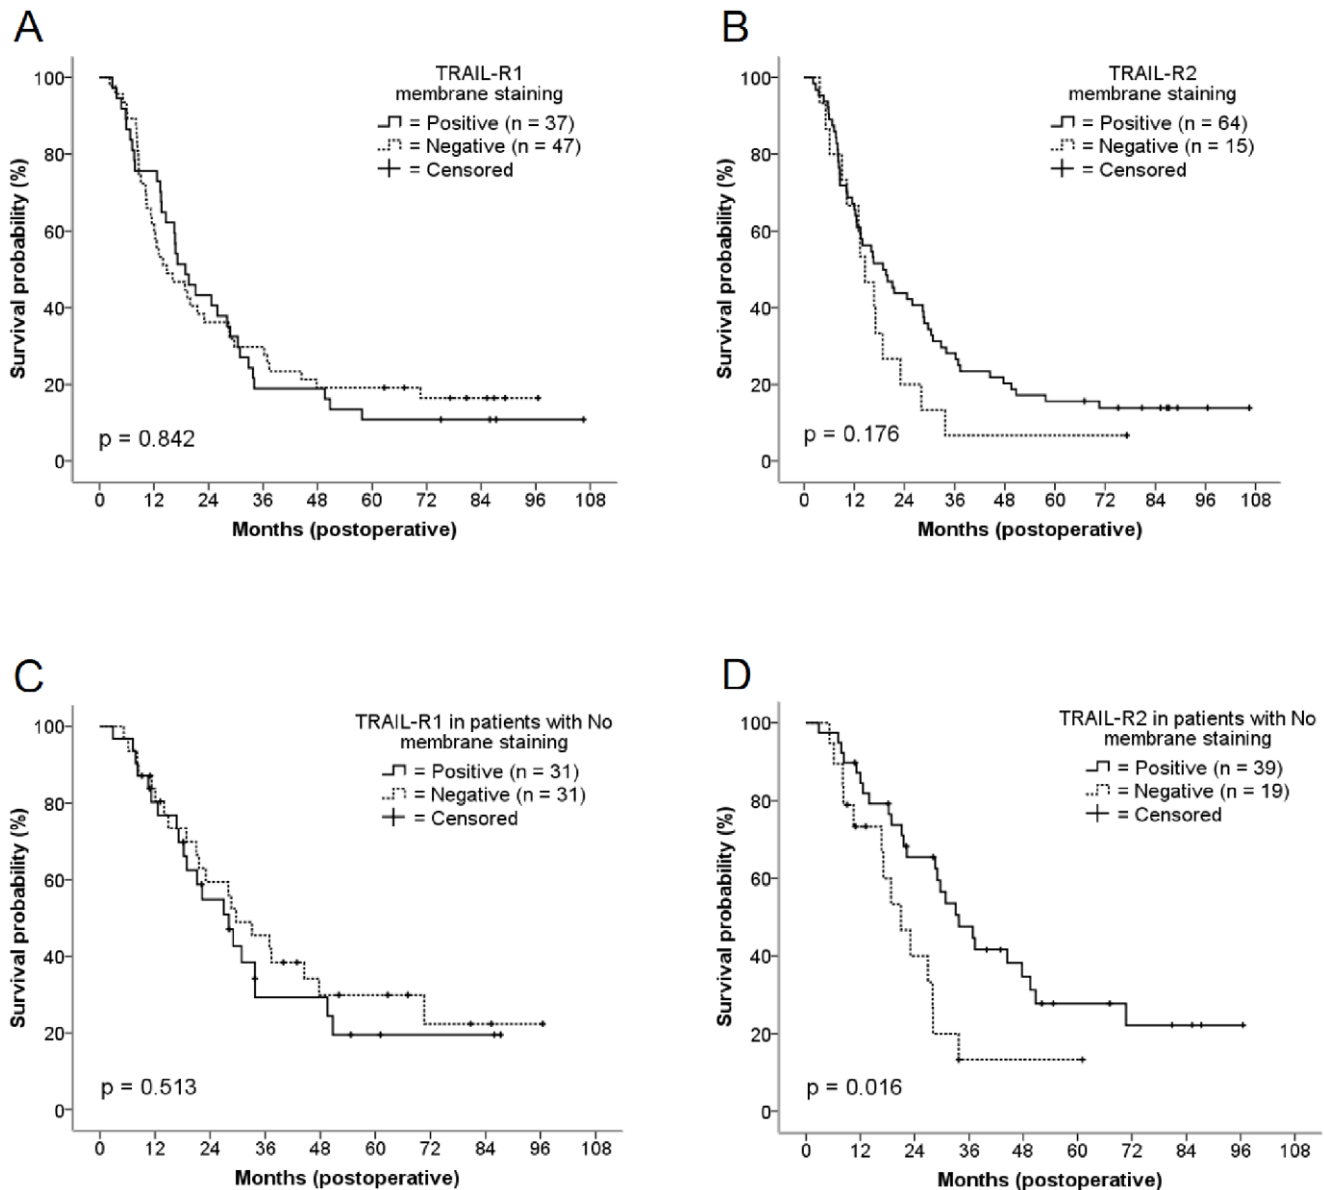 A
TRAIL-R1
membrane staining
= Positive (n = 37)
= Negative (n = 47)
= Censored
Survival probability (%)
100
80
60
40
20
0
p = 0.842
0 12 24 36 48 60 72 84 96 108
Months (postoperative)
B
TRAIL-R2
membrane staining
= Positive (n = 64)
= Negative (n = 15)
= Censored
Survival probability (%)
100
80
60
40
20
0
p = 0.176
0 12 24 36 48 60 72 84 96 108
Months (postoperative)
C
TRAIL-R1 in patients with No
membrane staining
= Positive (n = 31)
= Negative (n = 31)
= Censored
Survival probability (%)
100
80
60
40
20
0
p = 0.513
0 12 24 36 48 60 72 84 96 108
Months (postoperative)
D
TRAIL-R2 in patients with No
membrane staining
= Positive (n = 39)
= Negative (n = 19)
= Censored
Survival probability (%)
100
80
60
40
20
0
p = 0.016
0 12 24 36 48 60 72 84 96 108
Months (postoperative)